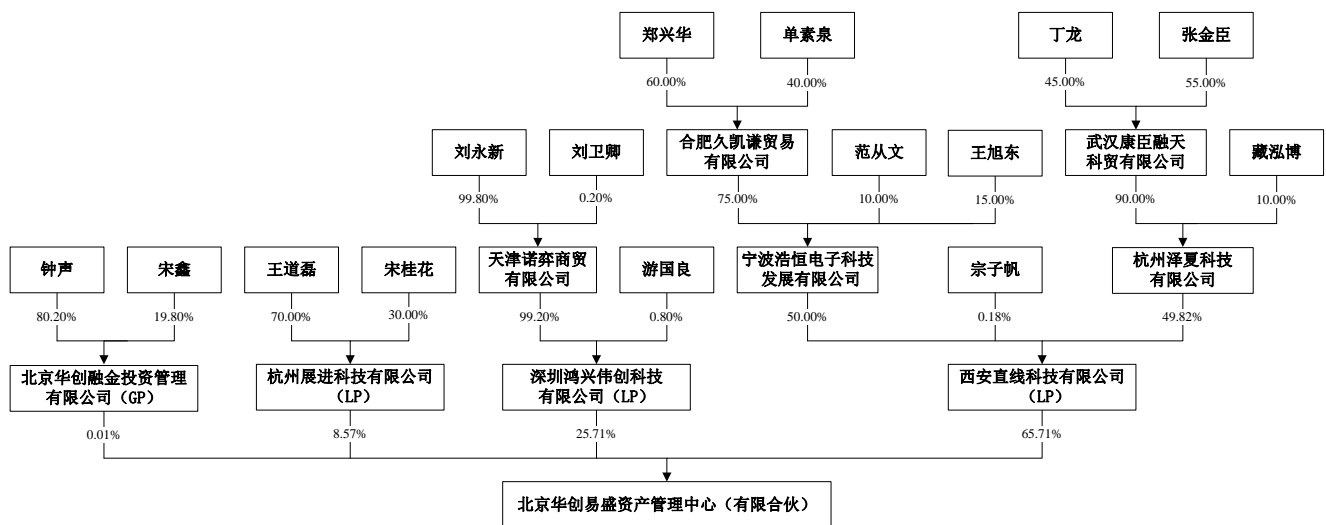 郑兴华
单素泉
丁龙
张金臣
60.00%
40.00%
45.00%
55.00%
刘永新
刘卫卿
合肥久凯谦贸易
有限公司
范从文
王旭东
武汉康臣融天
科贸有限公司
藏泓博
99.80%
0.20%
75.00%
10.00%
15.00%
90.00%
10.00%
钟声
宋鑫
王道磊
宋桂花
天津诺弈商贸
有限公司
游国良
宁波浩恒电子科技
发展有限公司
宗子帆
杭州泽夏科技
有限公司
80.20%
19.80%
70.00%
30.00%
99.20%
0.80%
50.00%
0.18%
49.82%
北京华创融金投资管理
有限公司（GP）
杭州展进科技有限公司
（LP）
深圳鸿兴伟创科技
有限公司（LP）
西安直线科技有限公司
（LP）
0.01%
8.57%
25.71%
65.71%
北京华创易盛资产管理中心（有限合伙）